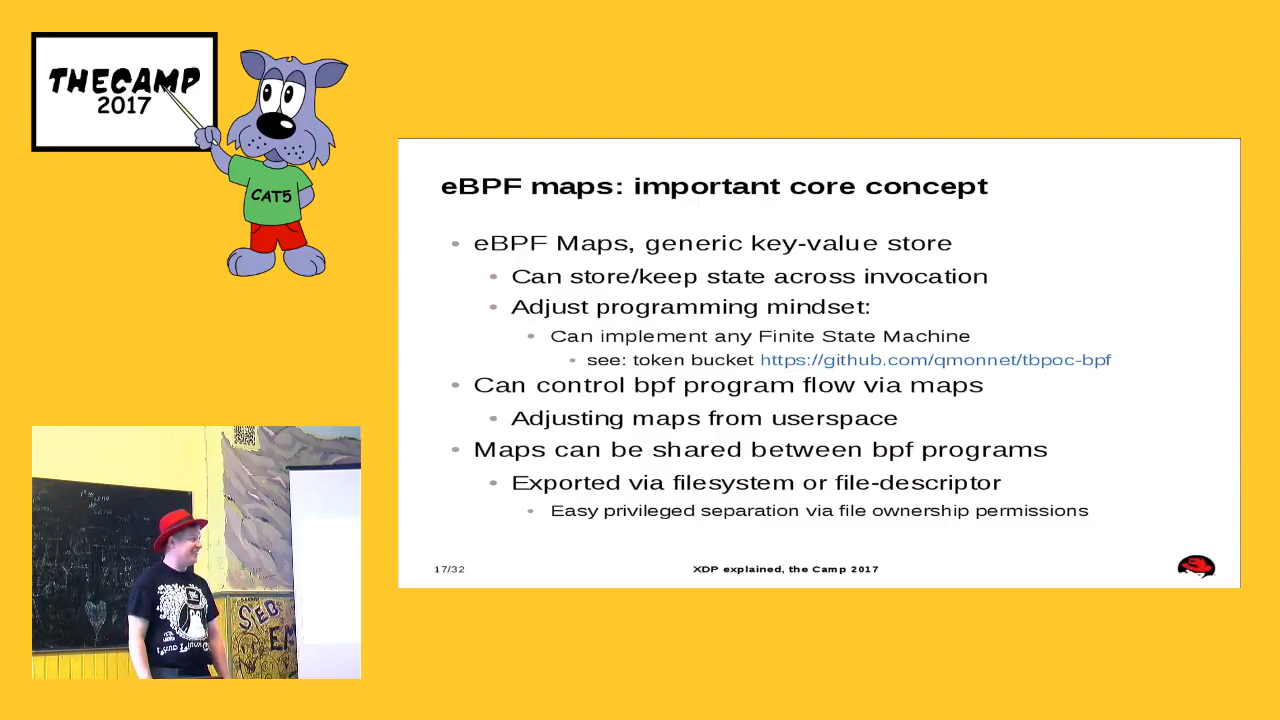 THECAMP
2017
CAT5
eBPF maps: important core concept
• eBPF Maps, generic key-value store
• Can store/keep state across invocation
• Adjust programming mindset:
• Can implement any Finite State Machine
• see: token bucket https://github.com/qmonnet/tbpoc-bpf
• Can control bpf program flow via maps
• Adjusting maps from userspace
• Maps can be shared between bpf programs
• Exported via filesystem or file-descriptor
• Easy privileged separation via file ownership permissions
17/32
XDP explained, the Camp 2017